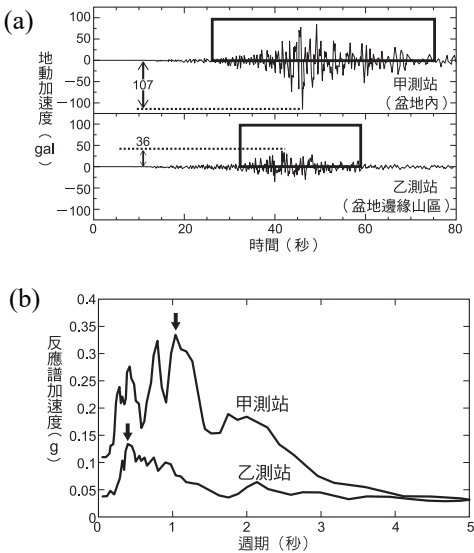 (a)
地動加速度（gal）
50
0
−50
−100
107
甲測站
（盆地內）
50
0
−50
−100
36
乙測站
（盆地邊緣山區）
0 20 40 60 80
時間（秒）
(b)
反應譜加速度（g）
0.4
0.35
0.3
0.25
0.2
0.15
0.1
0.05
0
甲測站
乙測站
0 1 2 3 4 5
週期（秒）